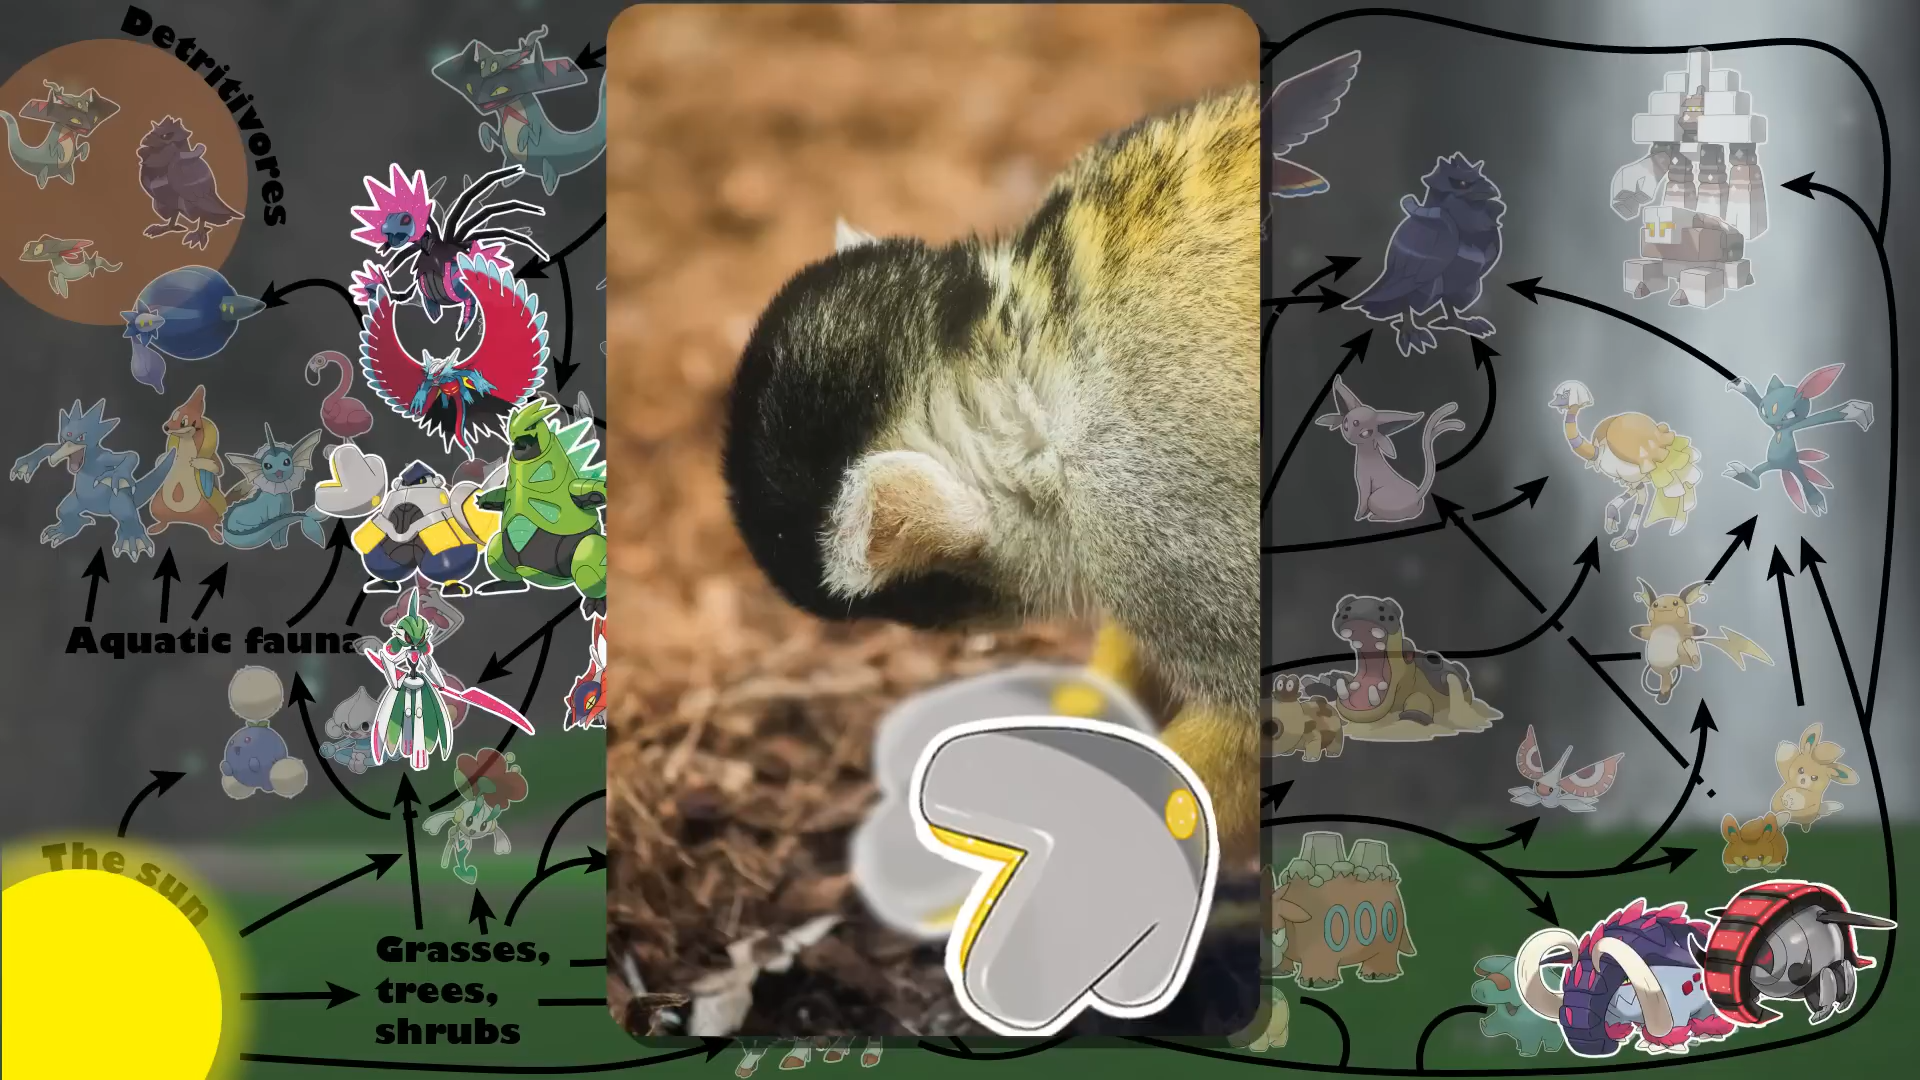 Detritivores
Aquatic fauna
The sun
Grasses,
trees,
shrubs